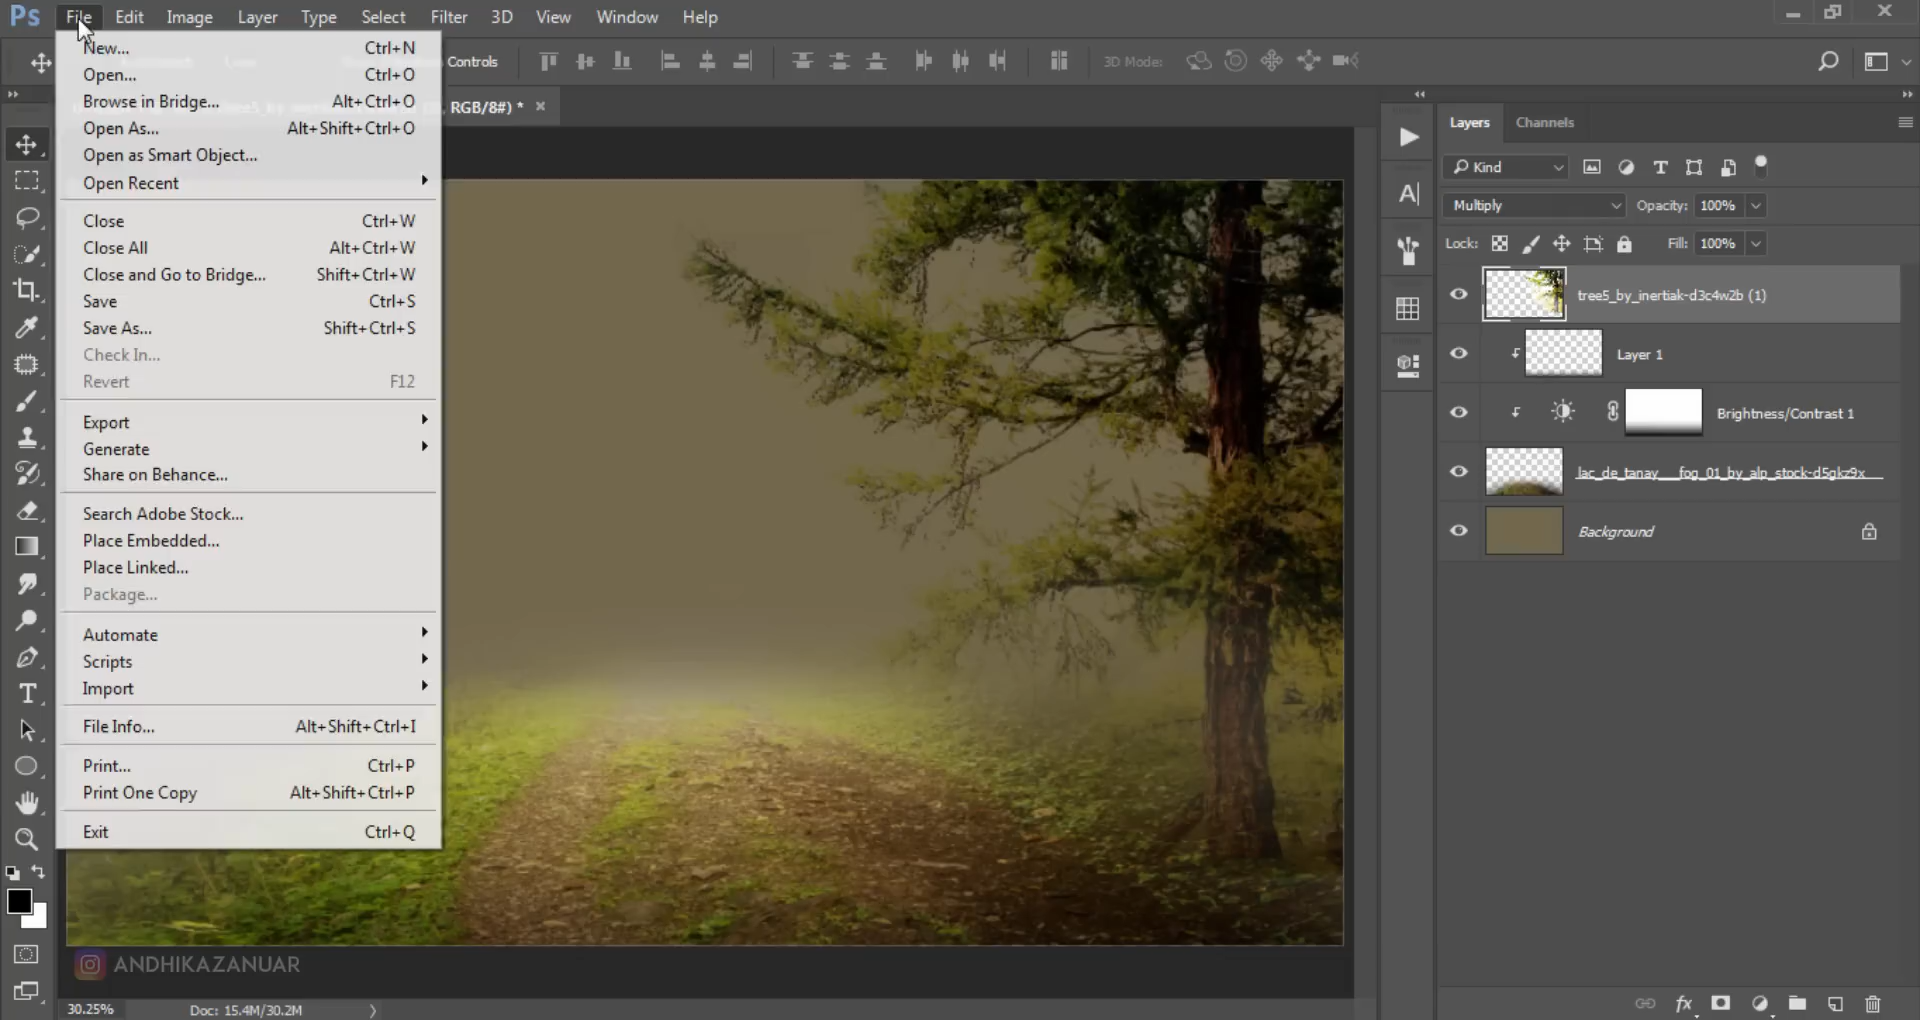 Ps File Edit Image Layer Type Select Filter 3D View Window Help
Controls 3D Mode:
RGB/8#) *
New... Ctrl+N
Open... Ctrl+O
Browse in Bridge... Alt+Ctrl+O
Open As... Alt+Shift+Ctrl+O
Open as Smart Object...
Open Recent
Close Ctrl+W
Close All Alt+Ctrl+W
Close and Go to Bridge... Shift+Ctrl+W
Save Ctrl+S
Save As... Shift+Ctrl+S
Check In...
Revert F12
Export
Generate
Share on Behance...
Search Adobe Stock...
Place Embedded...
Place Linked...
Package...
Automate
Scripts
Import
File Info... Alt+Shift+Ctrl+I
Print... Ctrl+P
Print One Copy Alt+Shift+Ctrl+P
Exit Ctrl+Q
ANDHIKAZANUAR
30.25% Doc: 15.4M/30.2M
Layers Channels
Kind
Multiply Opacity: 100%
Lock: Fill: 100%
tree5_by_inertiak-d3c4w2b (1)
Layer 1
Brightness/Contrast 1
lac_de_tanay___fog_01_by_alp_stock-d5gkz9x
Background
fx